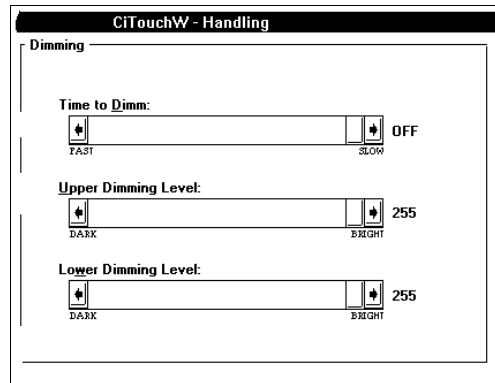 CiTouchW - Handling
Dimming
Time to Dimm:
OFF
FAST SLOW
Upper Dimming Level:
255
DARK BRIGHT
Lower Dimming Level:
255
DARK BRIGHT